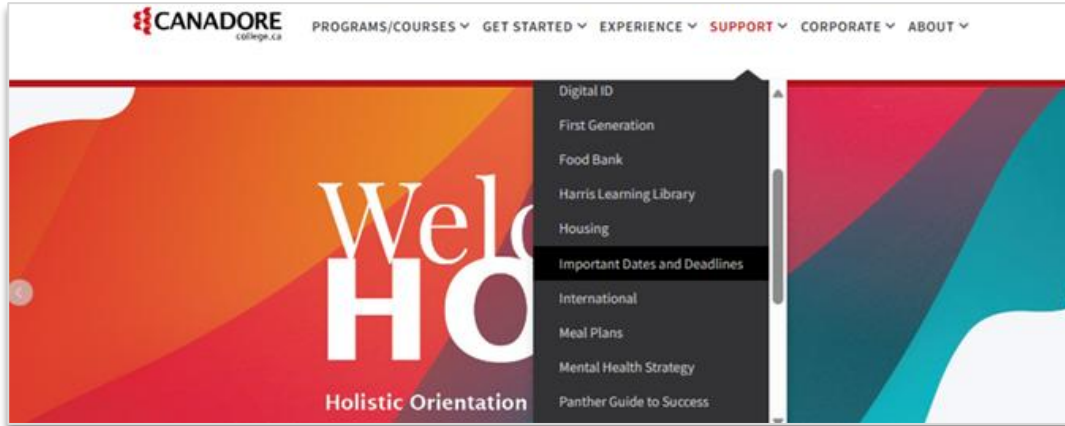 CANADORE
college.ca
PROGRAMS/COURSES GET STARTED EXPERIENCE SUPPORT CORPORATE ABOUT
Digital ID
First Generation
Food Bank
Harris Learning Library
Housing
Important Dates and Deadlines
International
Meal Plans
Mental Health Strategy
Panther Guide to Success
Welc
HO
Holistic Orientation